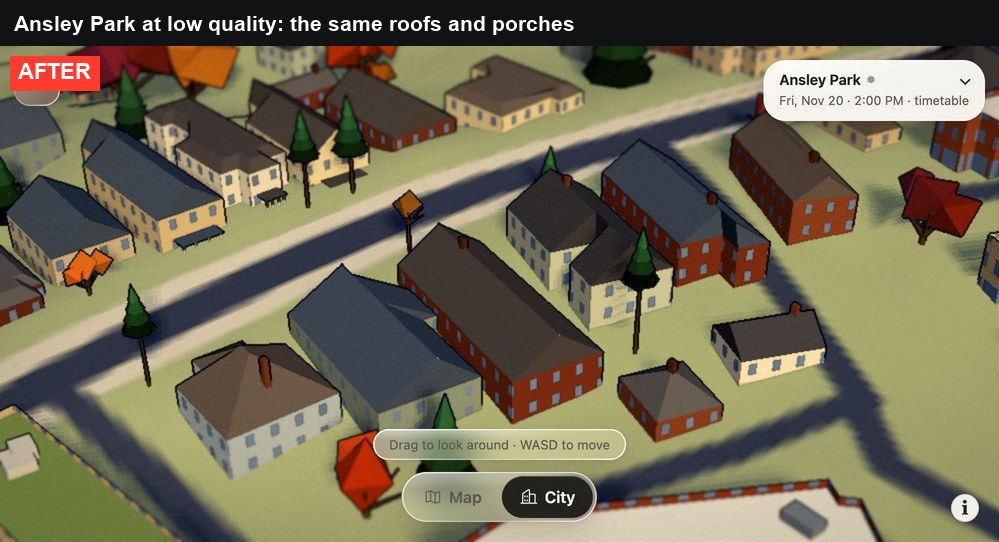 Ansley Park at low quality: the same roofs and porches
AFTER
Ansley Park
Fri, Nov 20 · 2:00 PM · timetable
Drag to look around · WASD to move
Map
City
i